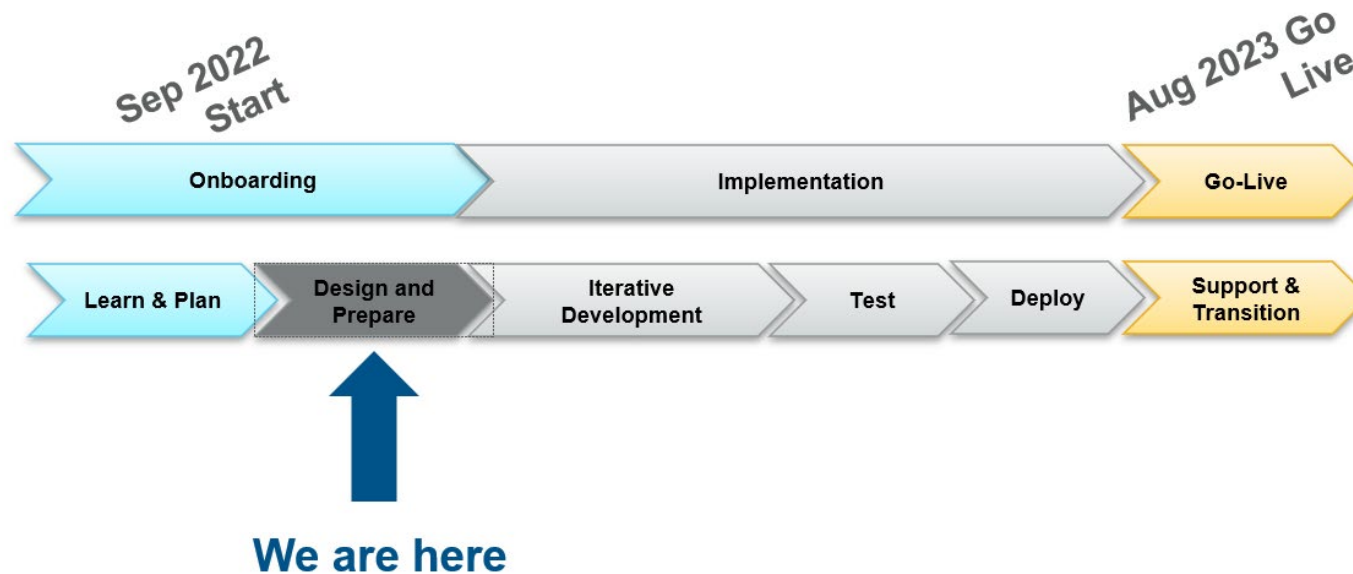 Sep 2022
Start
Aug 2023 Go
Live
Onboarding
Implementation
Go-Live
Learn & Plan
Design and
Prepare
Iterative
Development
Test
Deploy
Support &
Transition
We are here